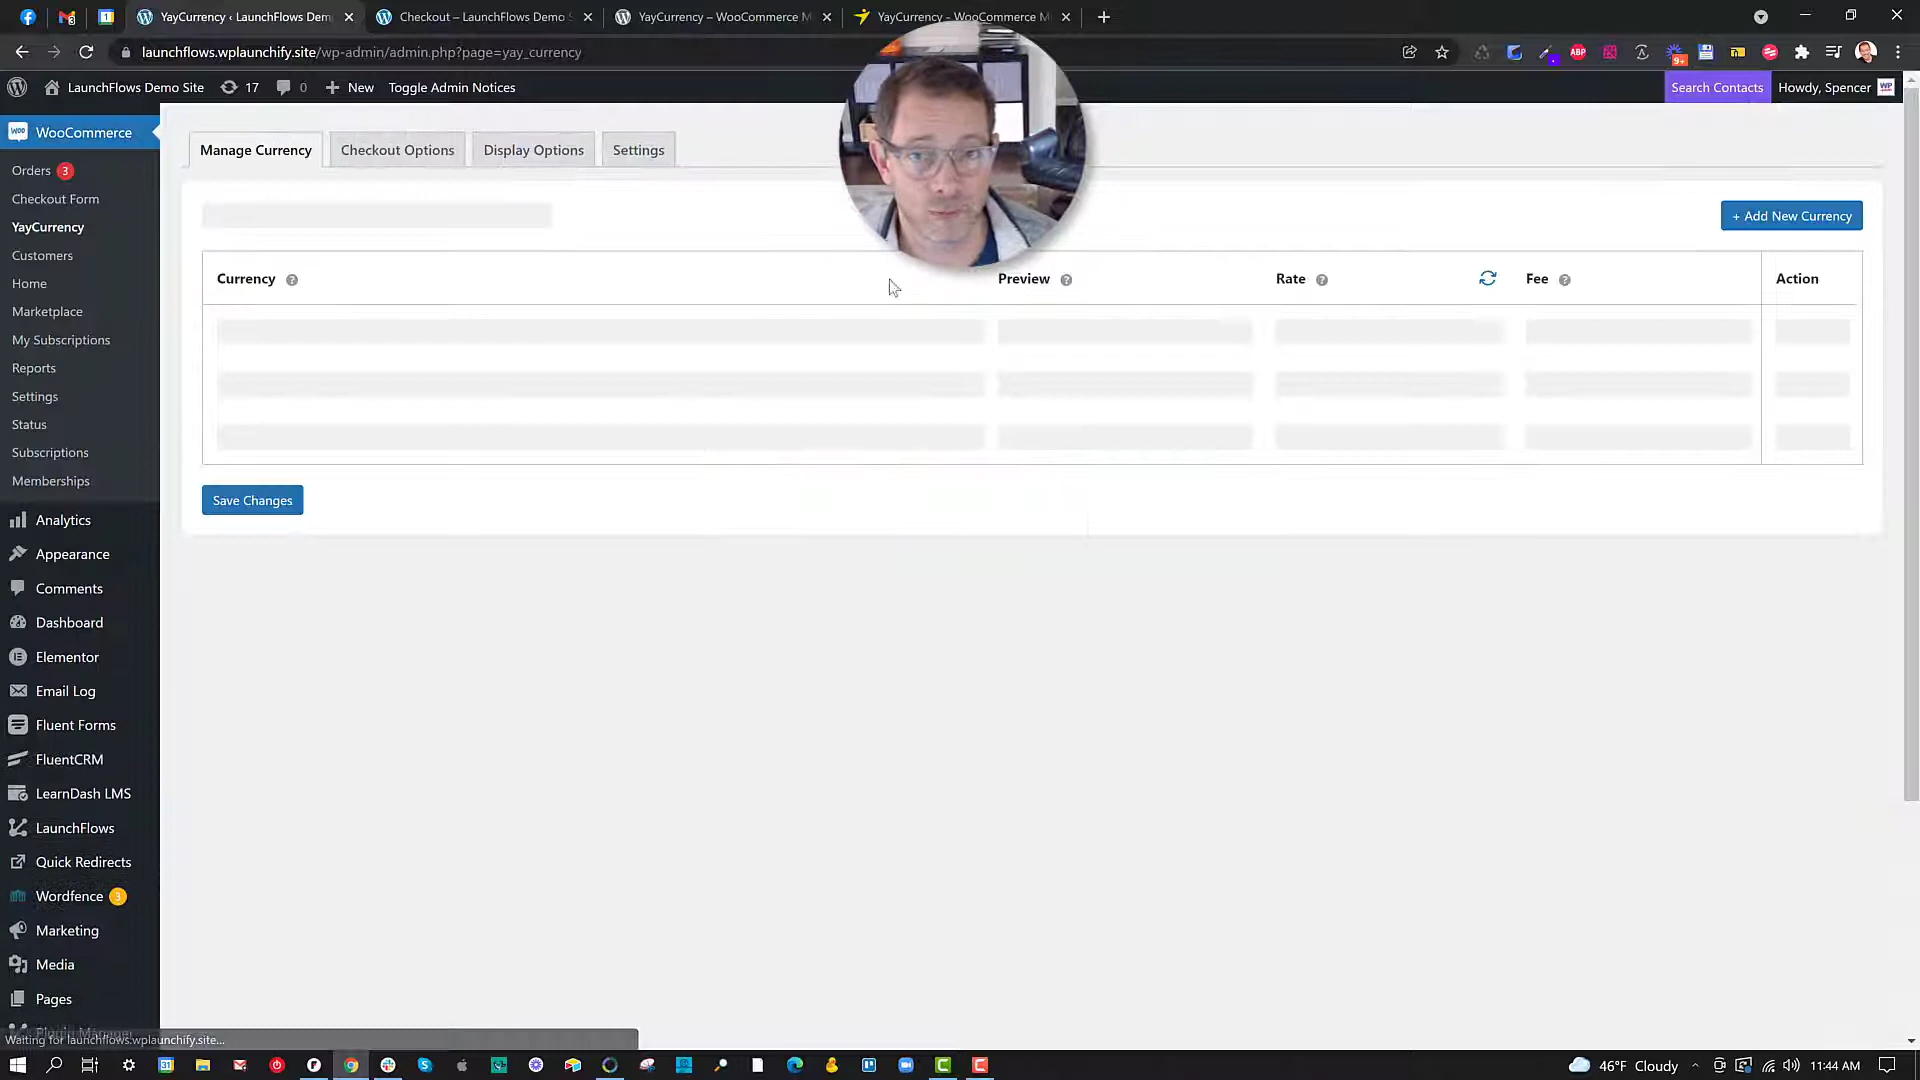 YayCurrency ‹ LaunchFlows Dem
Checkout – LaunchFlows Demo S
YayCurrency – WooCommerce M
YayCurrency - WooCommerce M
launchflows.wplaunchify.site/wp-admin/admin.php?page=yay_currency
LaunchFlows Demo Site
17
0
New
Toggle Admin Notices
Search Contacts
Howdy, Spencer
WooCommerce
Orders 3
Checkout Form
YayCurrency
Customers
Home
Marketplace
My Subscriptions
Reports
Settings
Status
Subscriptions
Memberships
Analytics
Appearance
Comments
Dashboard
Elementor
Email Log
Fluent Forms
FluentCRM
LearnDash LMS
LaunchFlows
Quick Redirects
Wordfence 3
Marketing
Media
Pages
Manage Currency
Checkout Options
Display Options
Settings
+ Add New Currency
Currency
Preview
Rate
Fee
Action
Save Changes
Waiting for launchflows.wplaunchify.site...
46°F Cloudy
11:44 AM